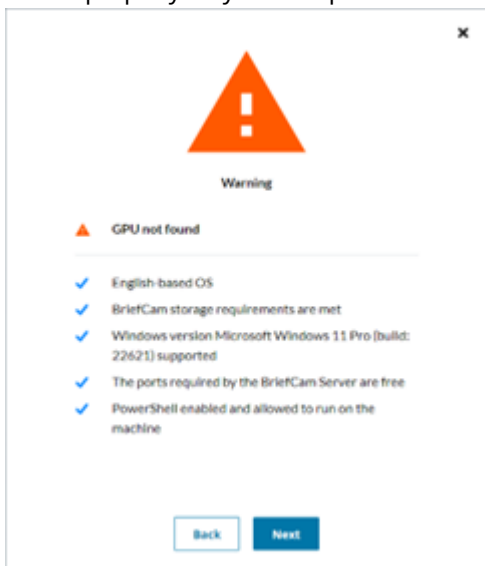 Warning
GPU not found
English-based OS
BriefCam storage requirements are met
Windows version Microsoft Windows 11 Pro (build:
22621) supported
The ports required by the BriefCam Server are free
PowerShell enabled and allowed to run on the
machine
Back Next